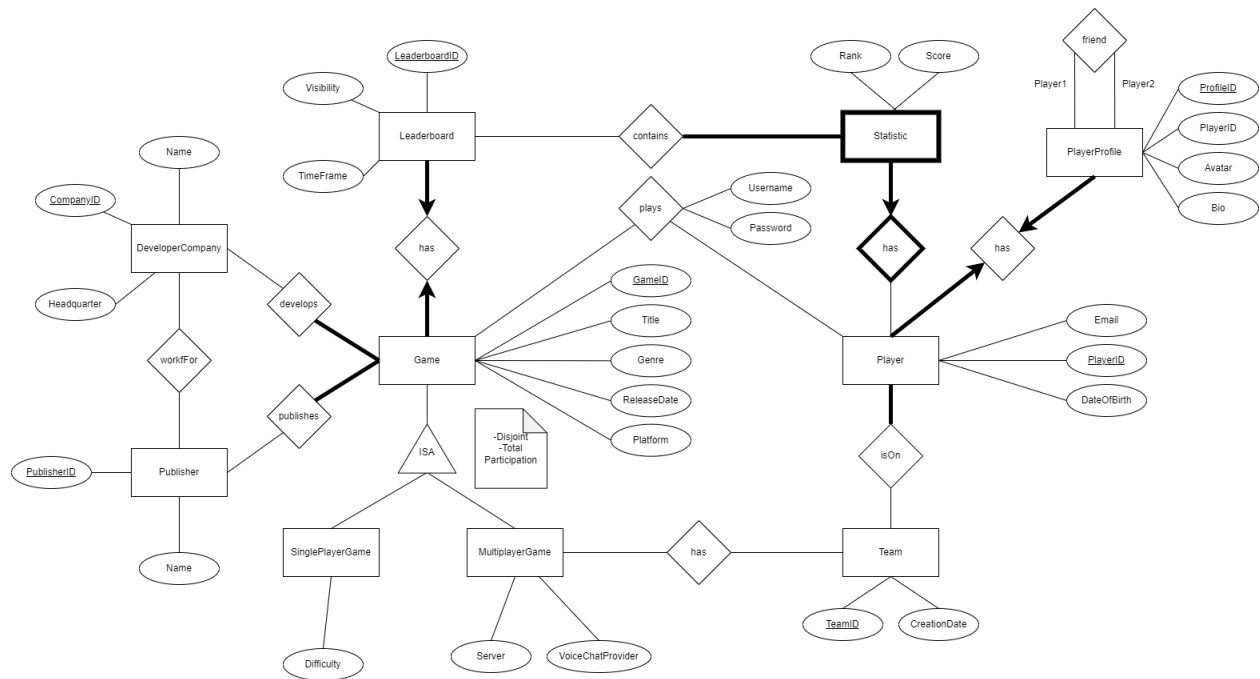 friend
Rank
Score
LeaderboardID
Player1
Player2
Visibility
ProfileID
Leaderboard
contains
Statistic
PlayerID
Name
PlayerProfile
TimeFrame
Avatar
Username
CompanyID
plays
Bio
Password
DeveloperCompany
has
has
has
GameID
Headquarter
develops
Title
Email
workfFor
Game
Genre
Player
PlayerID
ReleaseDate
DateOfBirth
publishes
Platform
-Disjoint
-Total
Participation
ISA
isOn
PublisherID
Publisher
SinglePlayerGame
MultiplayerGame
has
Team
Name
TeamID
CreationDate
Difficulty
Server
VoiceChatProvider